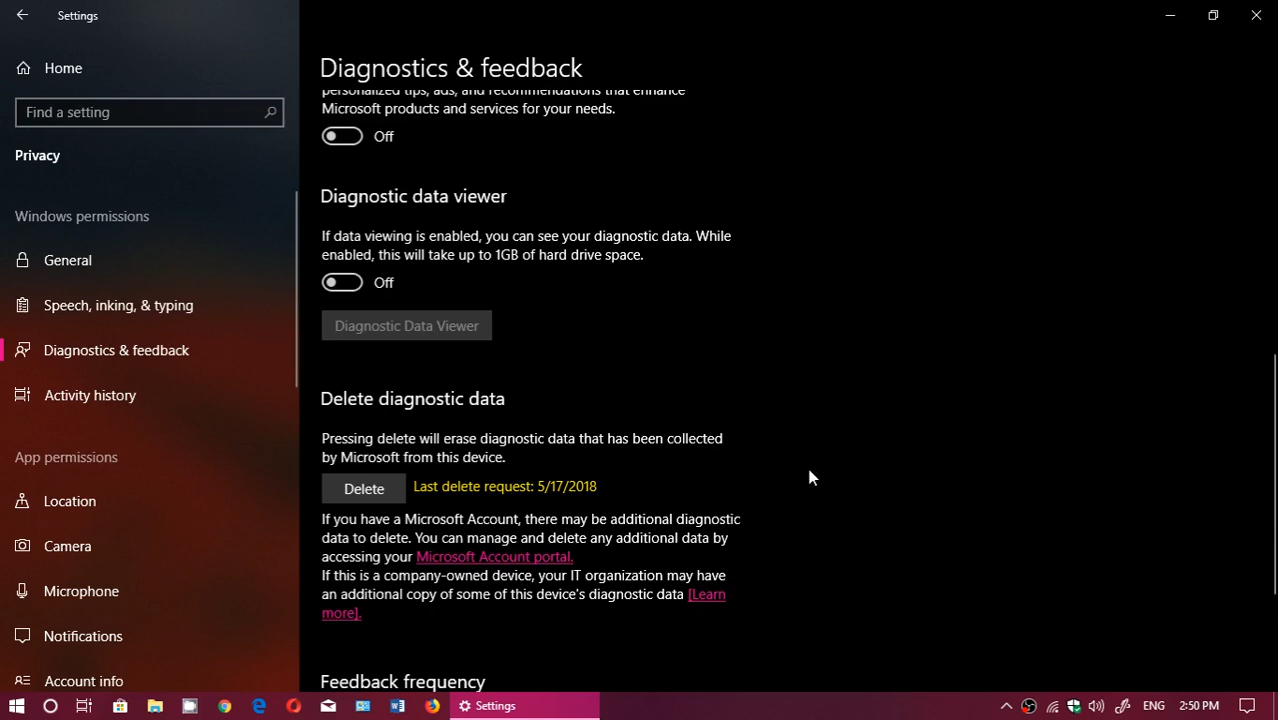 Settings
Home
Find a setting
Privacy
Windows permissions
General
Speech, inking, & typing
Diagnostics & feedback
Activity history
App permissions
Location
Camera
Microphone
Notifications
Account info
Diagnostics & feedback
personalized tips, ads, and recommendations that enhance
Microsoft products and services for your needs.
Off
Diagnostic data viewer
If data viewing is enabled, you can see your diagnostic data. While
enabled, this will take up to 1GB of hard drive space.
Off
Diagnostic Data Viewer
Delete diagnostic data
Pressing delete will erase diagnostic data that has been collected
by Microsoft from this device.
Delete Last delete request: 5/17/2018
If you have a Microsoft Account, there may be additional diagnostic
data to delete. You can manage and delete any additional data by
accessing your Microsoft Account portal.
If this is a company-owned device, your IT organization may have
an additional copy of some of this device's diagnostic data [Learn
more].
Feedback frequency
Settings
ENG 2:50 PM